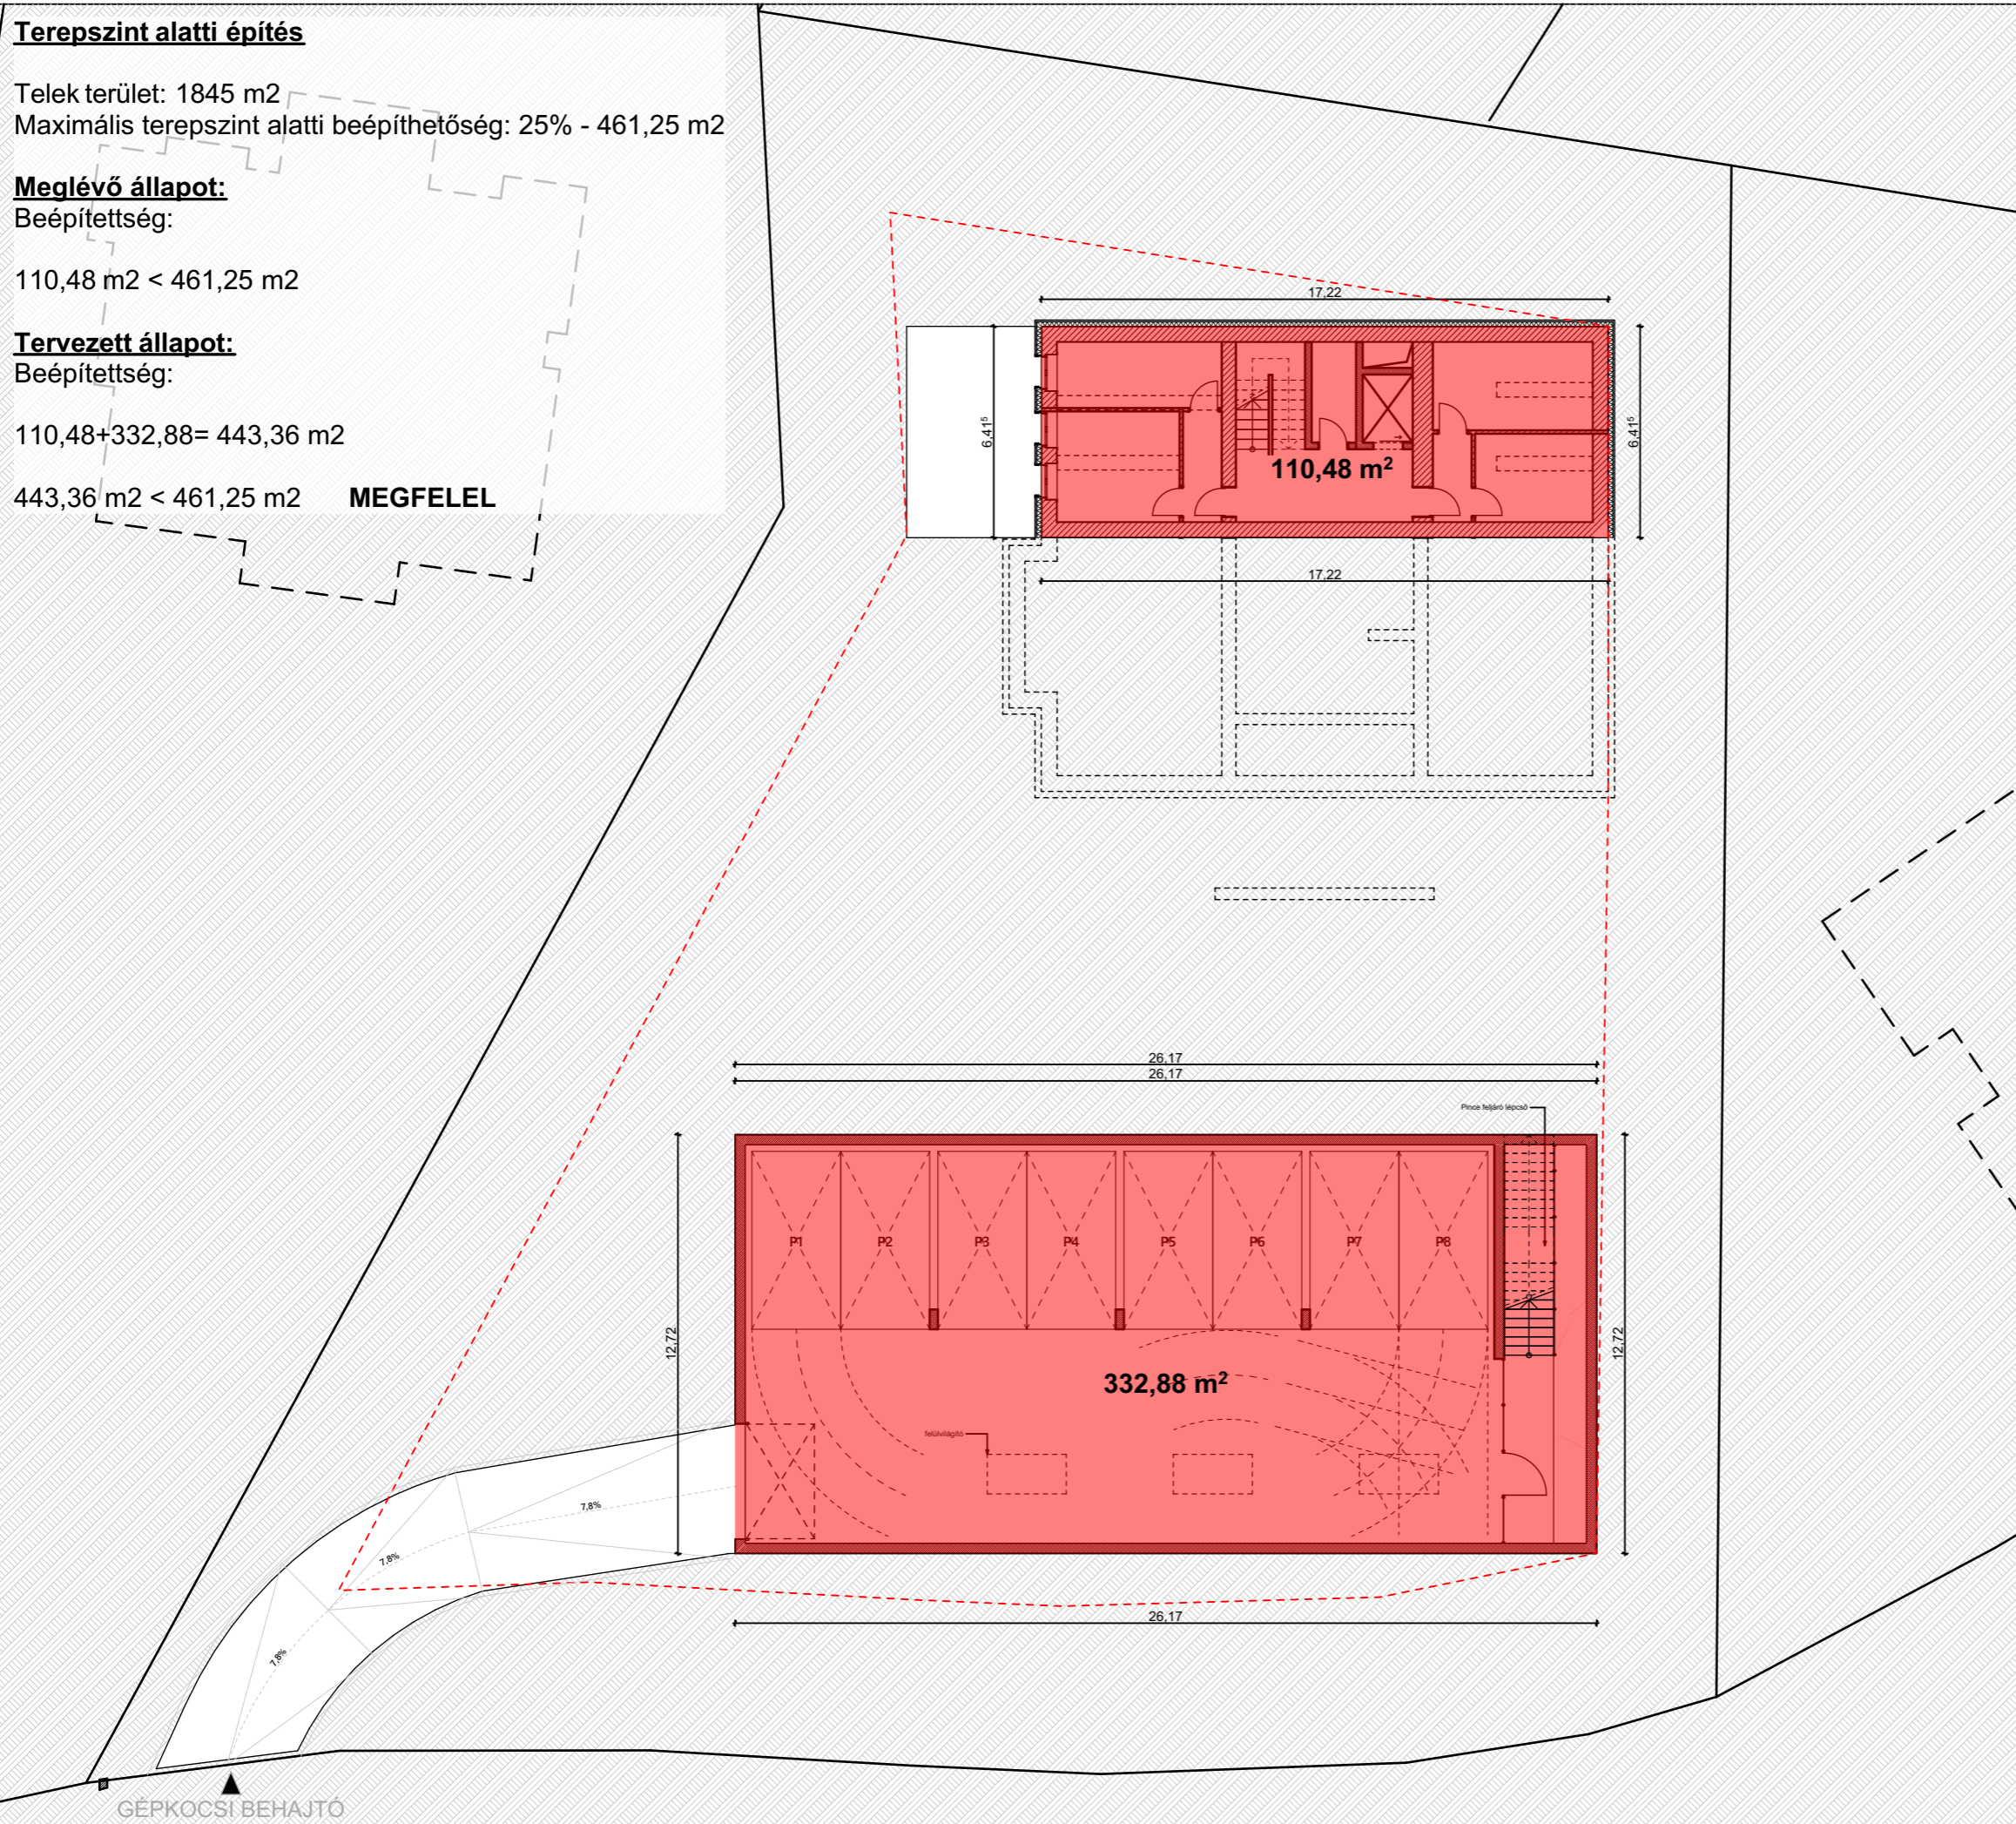 Terepszint alatti építés
Telek terület: 1845 m2
Maximális terepszint alatti beépíthetőség: 25% - 461,25 m2
Meglévő állapot:
Beépítettség:
110,48 m2 < 461,25 m2
Tervezett állapot:
Beépítettség:
110,48+332,88= 443,36 m2
443,36 m2 < 461,25 m2 MEGFELEL
17,22
6,41⁵
6,41⁵
110,48 m²
17,22
26,17
26,17
Pince feljáró lépcső
P1 P2 P3 P4 P5 P6 P7 P8
12,72
12,72
332,88 m²
felülvilágító
7,8%
7,8%
7,8%
26,17
GÉPKOCSI BEHAJTÓ